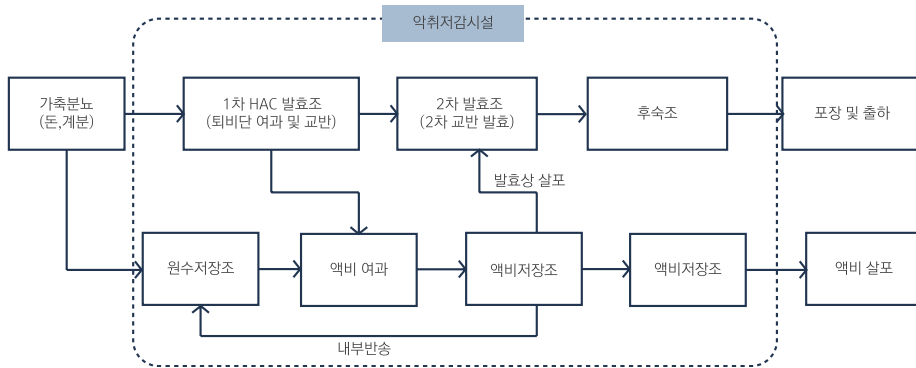 악취저감시설
가축분뇨
(돈,계분)
1차 HAC 발효조
(퇴비단 여과 및 교반)
2차 발효조
(2차 교반 발효)
후숙조
포장 및 출하
발효상 살포
원수저장조
액비 여과
액비저장조
액비저장조
액비 살포
내부반송